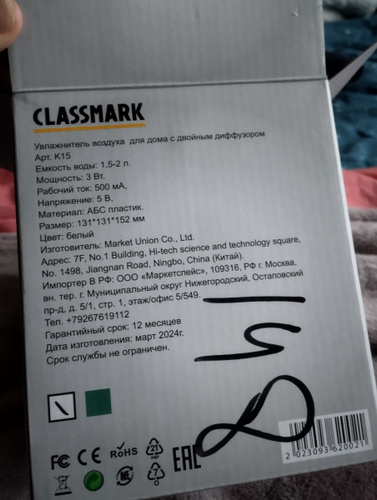 CLASSMARK
Увлажнитель воздуха для дома с двойным диффузором
Арт. K15
Емкость воды: 1,5-2 л.
Мощность: 3 Вт.
Рабочий ток: 500 мА,
Напряжение: 5 В,
Материал: АБС пластик.
Размер: 131*131*152 мм
Цвет: белый
Изготовитель: Market Union Co., Ltd.
Адрес: 7F, No.1 Building, Hi-tech science and technology square,
No. 1498, Jiangnan Road, Ningbo, China (Китай).
Импортер В РФ: ООО «Маркетспейс», 109316, РФ г. Москва,
вн. тер. г. Муниципальный округ Нижегородский, Остаповский
пр-д, д. 5/1, стр. 1, этаж/офис 5/549.
Тел. +79267619112
Гарантийный срок: 12 месяцев
Дата изготовления: март 2024г.
Срок службы не ограничен.
FC CE RoHS PAP EAC
2 023093 620021